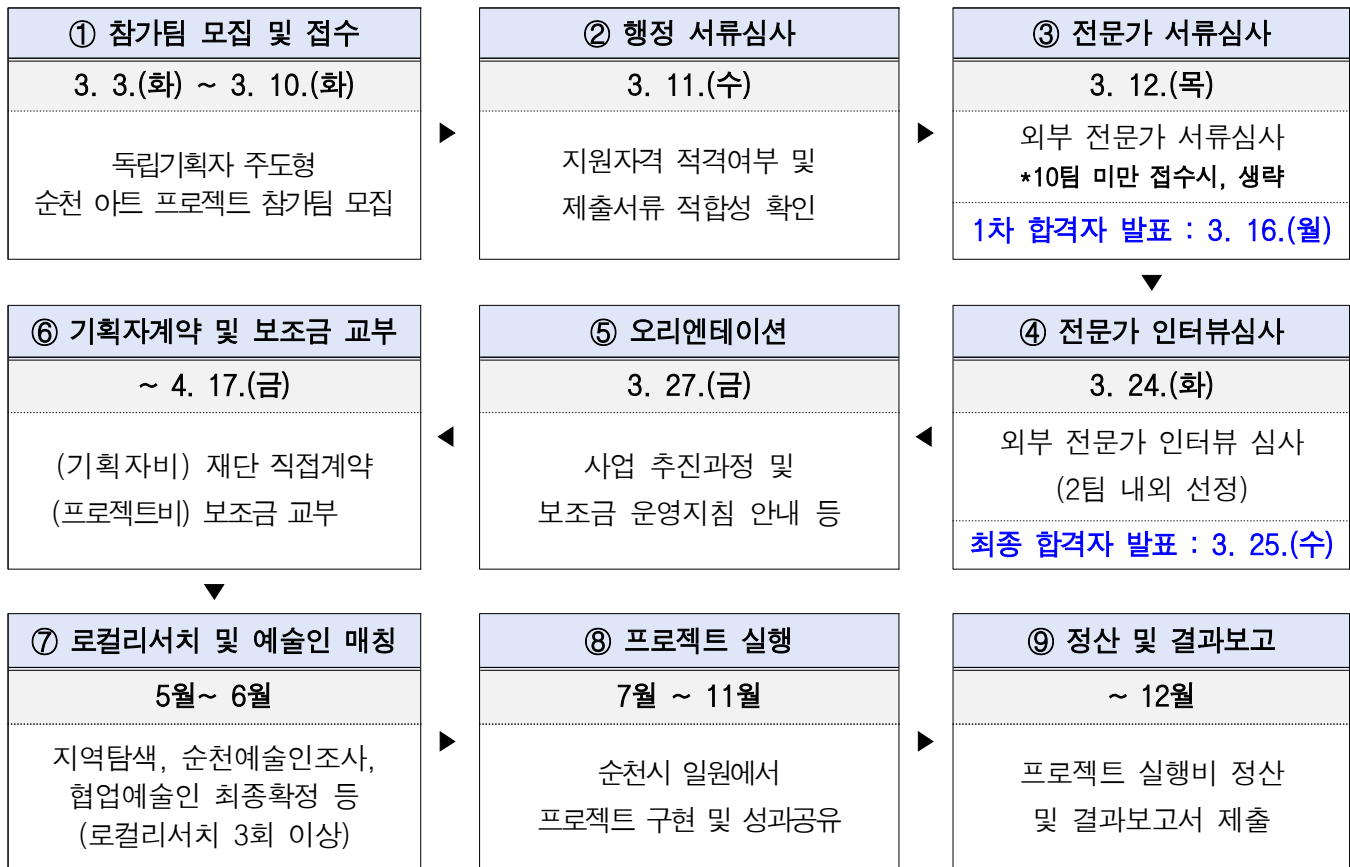 ① 참가팀 모집 및 접수
3. 3.(화) ~ 3. 10.(화)
독립기획자 주도형
순천 아트 프로젝트 참가팀 모집
▶
② 행정 서류심사
3. 11.(수)
지원자격 적격여부 및
제출서류 적합성 확인
▶
③ 전문가 서류심사
3. 12.(목)
외부 전문가 서류심사
*10팀 미만 접수시, 생략
1차 합격자 발표 : 3. 16.(월)
▼
④ 전문가 인터뷰심사
3. 24.(화)
외부 전문가 인터뷰 심사
(2팀 내외 선정)
최종 합격자 발표 : 3. 25.(수)
◀
⑤ 오리엔테이션
3. 27.(금)
사업 추진과정 및
보조금 운영지침 안내 등
◀
⑥ 기획자계약 및 보조금 교부
~ 4. 17.(금)
(기획자비) 재단 직접계약
(프로젝트비) 보조금 교부
▼
⑦ 로컬리서치 및 예술인 매칭
5월~ 6월
지역탐색, 순천예술인조사,
협업예술인 최종확정 등
(로컬리서치 3회 이상)
▶
⑧ 프로젝트 실행
7월 ~ 11월
순천시 일원에서
프로젝트 구현 및 성과공유
▶
⑨ 정산 및 결과보고
~ 12월
프로젝트 실행비 정산
및 결과보고서 제출